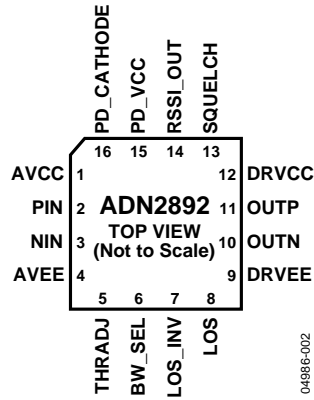 PD_CATHODE
PD_VCC
RSSI_OUT
SQUELCH
16 15 14 13
AVCC 1
PIN 2
NIN 3
AVEE 4
ADN2892
TOP VIEW
(Not to Scale)
12 DRVCC
11 OUTP
10 OUTN
9 DRVEE
5 6 7 8
THRADJ
BW_SEL
LOS_INV
LOS
04986-002